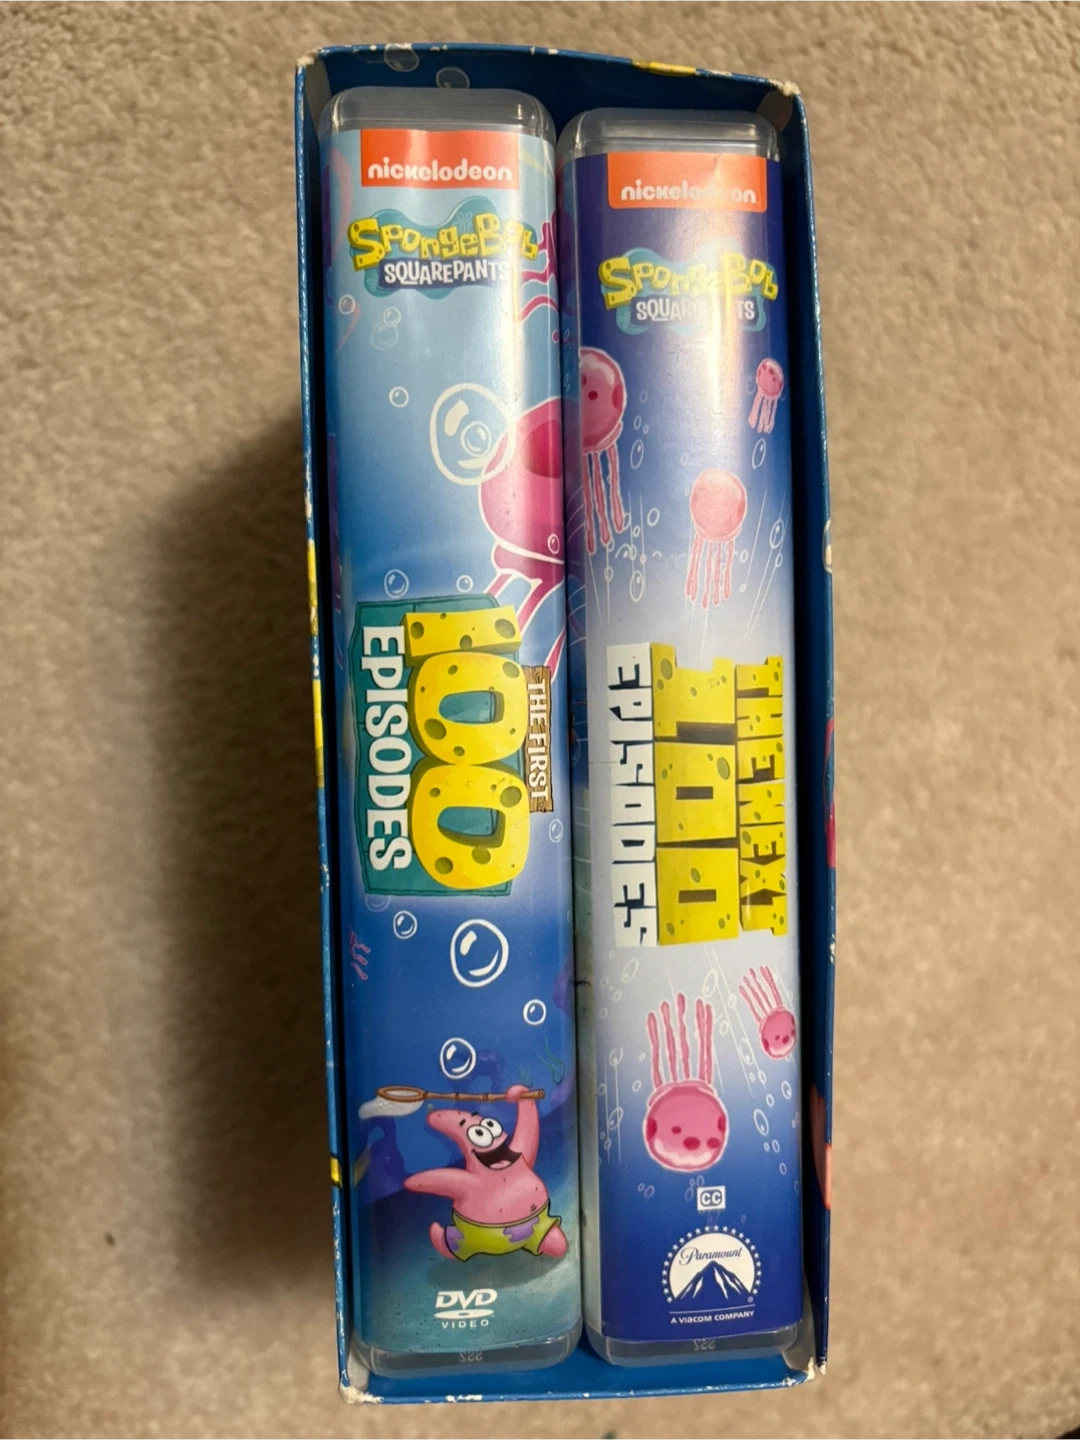 nickelodeon
SpongeBob
SQUAREPANTS
THE FIRST
100
EPISODES
DVD
VIDEO
nickelodeon
SpongeBob
SQUAREPANTS
THE NEXT
100
EPISODES
CC
Paramount
A VIACOM COMPANY